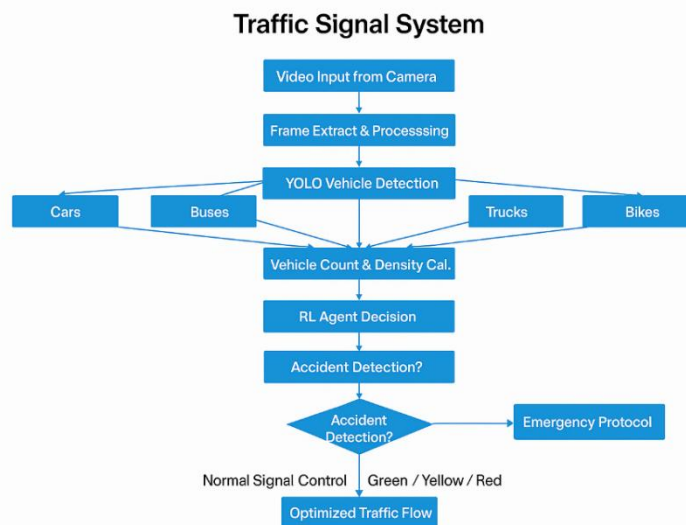 Traffic Signal System
Video Input from Camera
Frame Extract & Processsing
YOLO Vehicle Detection
Cars
Buses
Trucks
Bikes
Vehicle Count & Density Cal.
RL Agent Decision
Accident Detection?
Accident
Detection?
Emergency Protocol
Normal Signal Control
Green / Yellow / Red
Optimized Traffic Flow